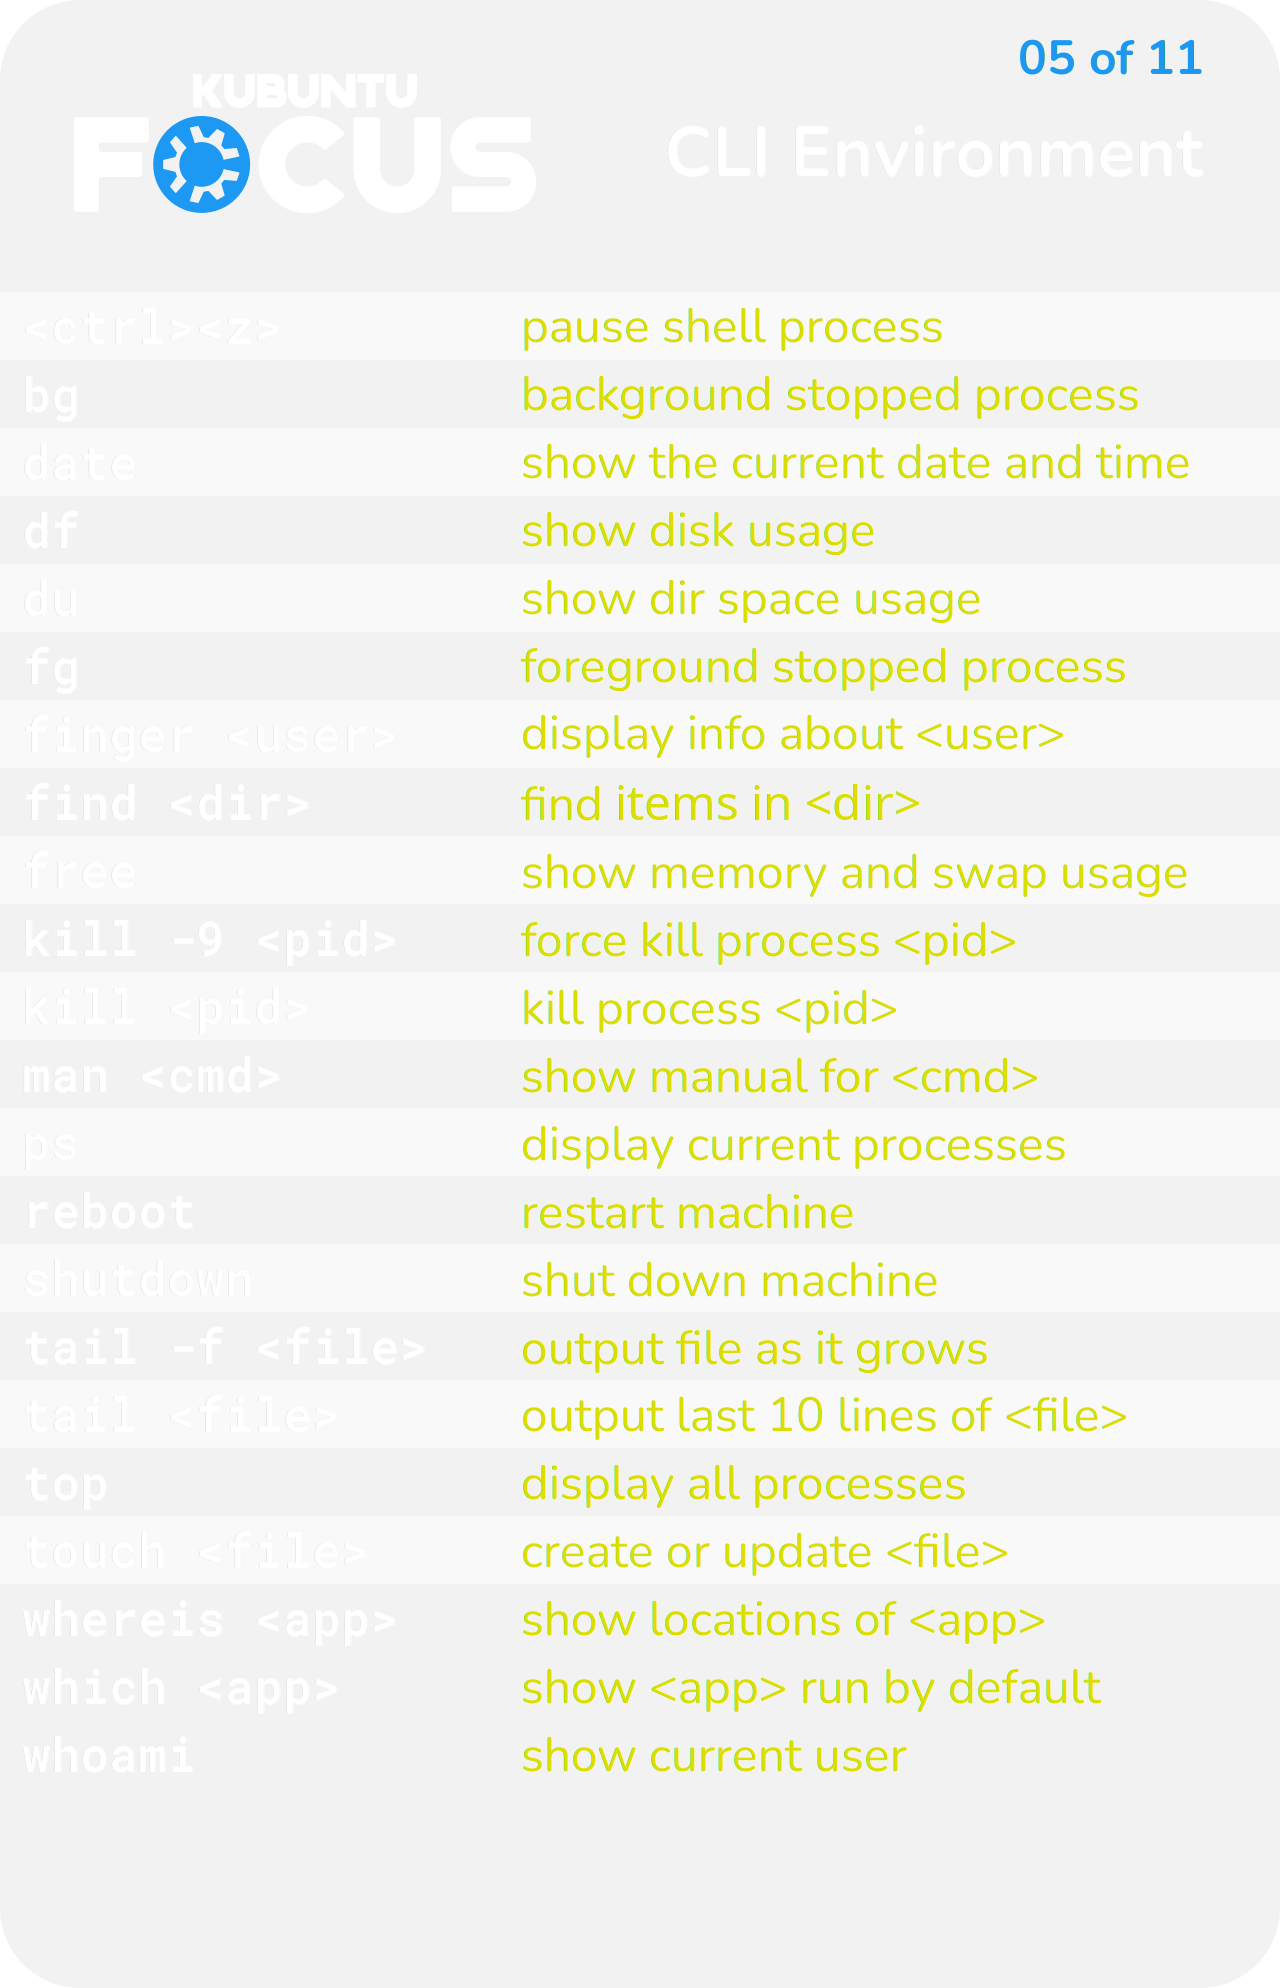 05 of 11
KUBUNTU
FOCUS
CLI Environment
<ctrl><z> pause shell process
bg background stopped process
date show the current date and time
df show disk usage
du show dir space usage
fg foreground stopped process
finger <user> display info about <user>
find <dir> find items in <dir>
free show memory and swap usage
kill -9 <pid> force kill process <pid>
kill <pid> kill process <pid>
man <cmd> show manual for <cmd>
ps display current processes
reboot restart machine
shutdown shut down machine
tail -f <file> output file as it grows
tail <file> output last 10 lines of <file>
top display all processes
touch <file> create or update <file>
whereis <app> show locations of <app>
which <app> show <app> run by default
whoami show current user